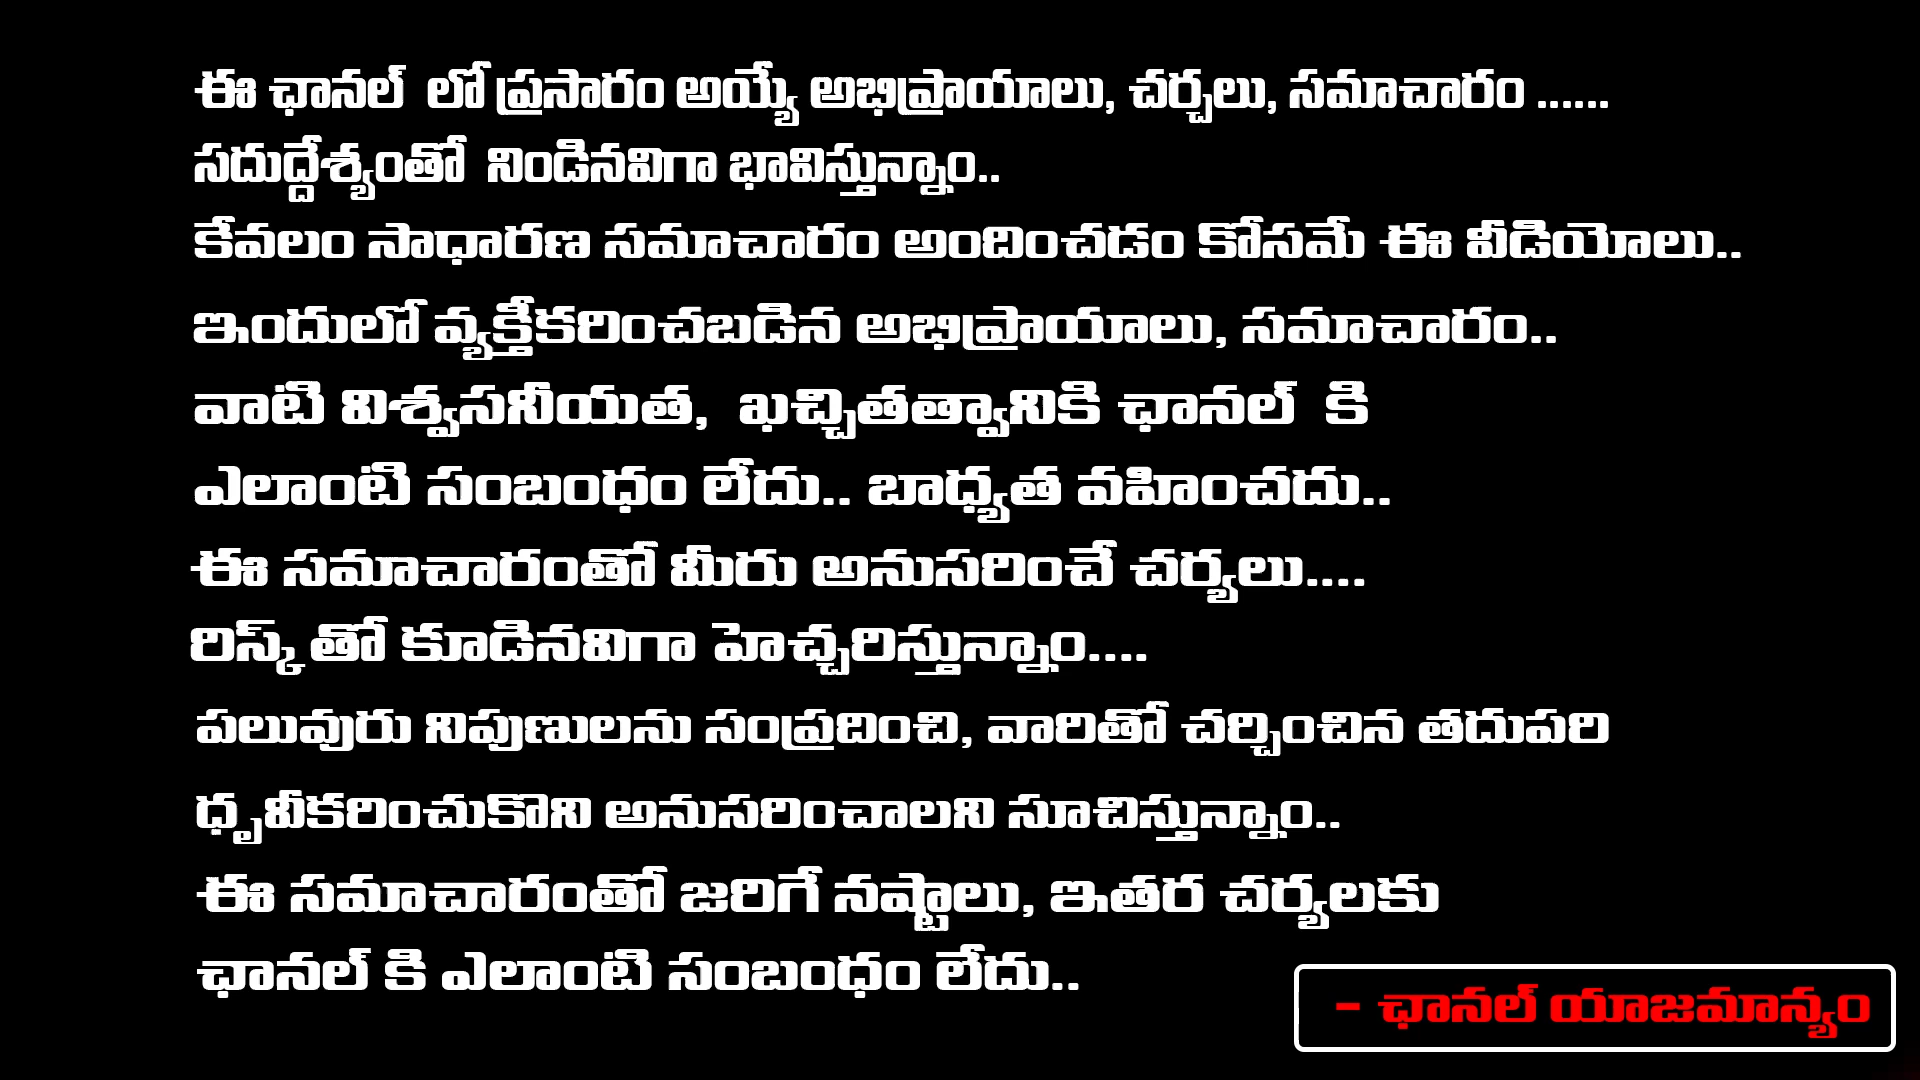 ఈ ఛానల్ లో ప్రసారం అయ్యే అభిప్రాయాలు, చర్చలు, సమాచారం ......
సదుద్దేశ్యంతో నిండినవిగా భావిస్తున్నాం..
కేవలం సాధారణ సమాచారం అందించడం కోసమే ఈ వీడియోలు..
ఇందులో వ్యక్తీకరించబడిన అభిప్రాయాలు, సమాచారం..
వాటి విశ్వసనీయత, ఖచ్చితత్వానికి ఛానల్ కి
ఎలాంటి సంబంధం లేదు.. బాధ్యత వహించదు..
ఈ సమాచారంతో మీరు అనుసరించే చర్యలు....
రిస్క్ తో కూడినవిగా హెచ్చరిస్తున్నాం....
పలువురు నిపుణులను సంప్రదించి, వారితో చర్చించిన తదుపరి
ధృవీకరించుకొని అనుసరించాలని సూచిస్తున్నాం..
ఈ సమాచారంతో జరిగే నష్టాలు, ఇతర చర్యలకు
ఛానల్ కి ఎలాంటి సంబంధం లేదు..
- ఛానల్ యాజమాన్యం